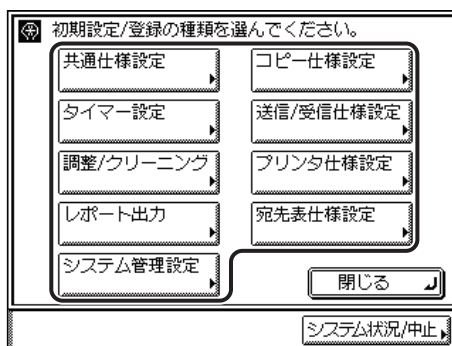 初期設定/登録の種類を選んでください。
共通仕様設定 コピー仕様設定
タイマー設定 送信/受信仕様設定
調整/クリーニング プリンタ仕様設定
レポート出力 宛先表仕様設定
システム管理設定
閉じる
システム状況/中止